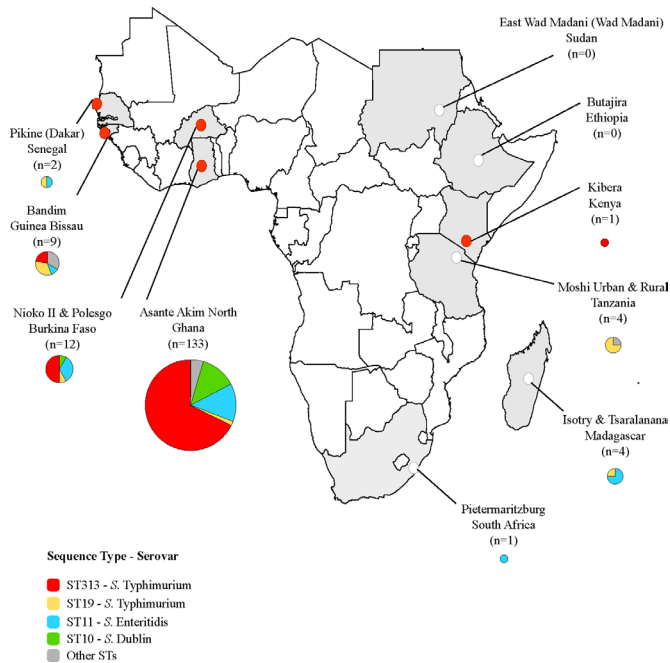 East Wad Madani (Wad Madani)
Sudan
(n=0)
Butajira
Ethiopia
(n=0)
Pikine (Dakar)
Senegal
(n=2)
Kibera
Kenya
(n=1)
Bandim
Guinea Bissau
(n=9)
Moshi Urban & Rural
Tanzania
(n=4)
Nioko II & Polesgo
Burkina Faso
(n=12)
Asante Akim North
Ghana
(n=133)
Isotry & Tsaralanana
Madagascar
(n=4)
Pietermaritzburg
South Africa
(n=1)
Sequence Type - Serovar
ST313 - S. Typhimurium
ST19 - S. Typhimurium
ST11 - S. Enteritidis
ST10 - S. Dublin
Other STs